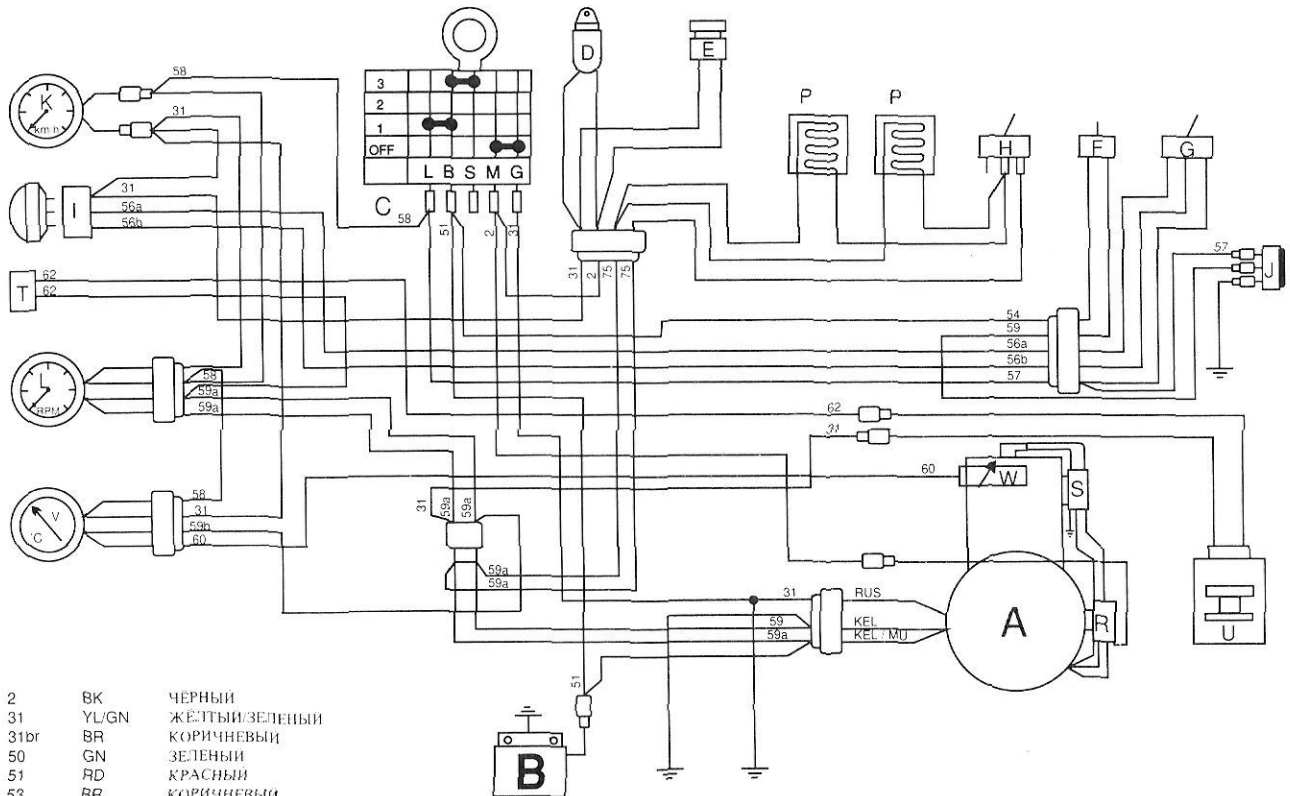 D
E
58
K
km/h
31
3
2
1
OFF
L B S M G
C
58
51
2
31
P
P
H
F
G
31
56a
56b
I
57
J
31
2
75
75
T
62
62
54
59
56a
56b
57
L
RPM
58
59a
59a
62
31
60
W
S
V
°C
58
31
59b
60
31
59a
59a
59a
59a
31
RUS
59
KEL
59a
KEL / MU
A
R
U
51
B
2 BK ЧЁРНЫЙ
31 YL/GN ЖЁЛТЫЙ/ЗЕЛЕНЫЙ
31br BR КОРИЧНЕВЫЙ
50 GN ЗЕЛЕНЫЙ
51 RD КРАСНЫЙ
53 BR КОРИЧНЕВЫЙ